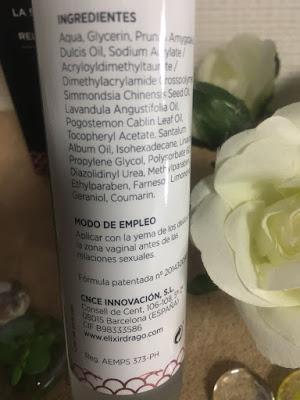 LA S
REL
INGREDIENTES
Aqua, Glycerin, Prunus Amygdalus
Dulcis Oil, Sodium Acrylate /
Acryloyldimethyltaurate /
Dimethylacrylamide Crosspolymer,
Simmondsia Chinensis Seed Oil,
Lavandula Angustifolia Oil,
Pogostemon Cablin Leaf Oil,
Tocopheryl Acetate, Santalum
Album Oil, Isohexadecane,
Propylene Glycol, Polysorbate
Diazolidinyl Urea, Methylparaben,
Ethylparaben, Farnesol, Limonene,
Geraniol, Coumarin.
MODO DE EMPLEO
Aplicar con la yema de los dedos
la zona vaginal antes de las
relaciones sexuales.
Fórmula patentada nº
CNCE INNOVACIÓN, S.L.
Consell de Cent, 106-108
08015 Barcelona (ESPAÑA)
CIF B98333586
www.elixirdrago.com
Reg. AEMPS 373-PH